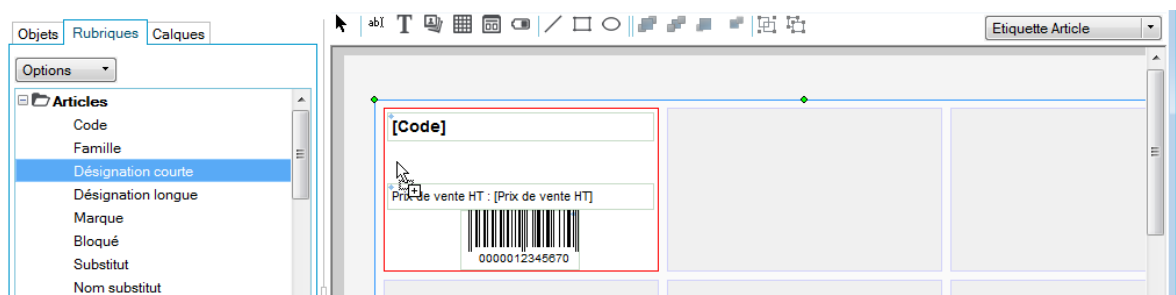 Objets Rubriques Calques
abI T
Etiquette Article
Options
Articles
Code
Famille
Désignation courte
Désignation longue
Marque
Bloqué
Substitut
Nom substitut
[Code]
Prix de vente HT : [Prix de vente HT]
0000012345670